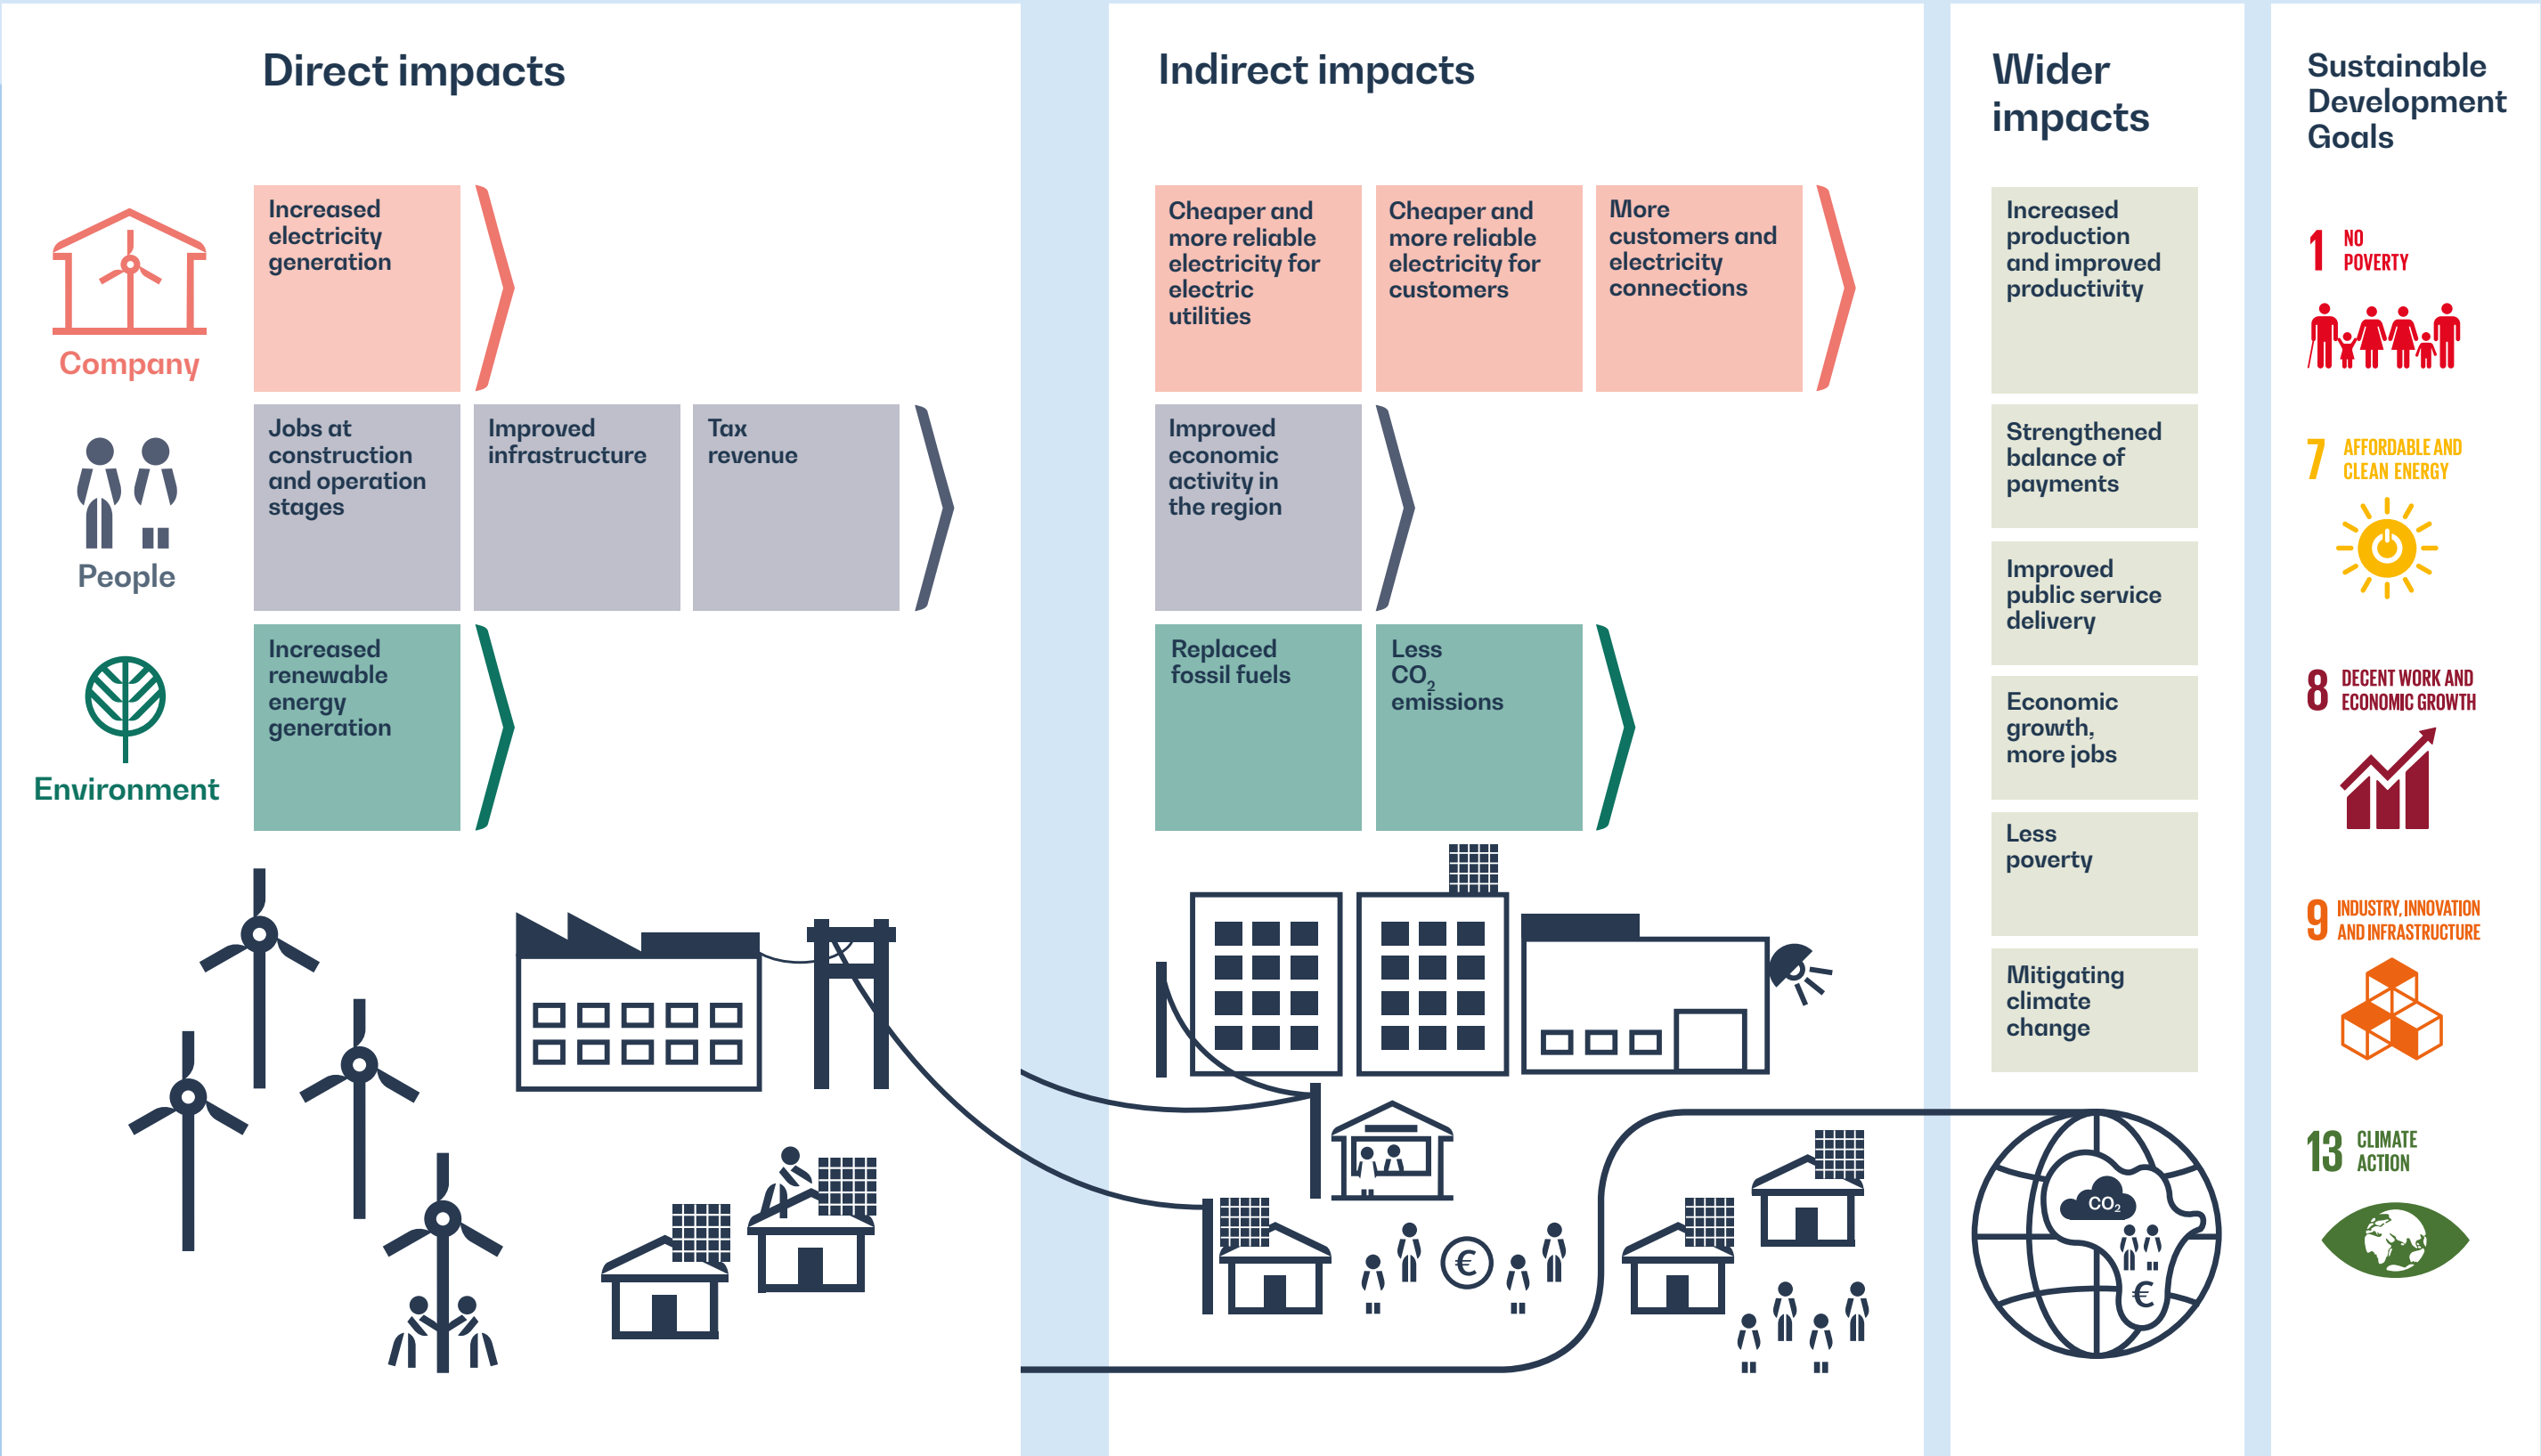 Direct impacts
Company
Increased
electricity
generation
People
Jobs at
construction
and operation
stages
Improved
infrastructure
Tax
revenue
Environment
Increased
renewable
energy
generation
Indirect impacts
Cheaper and
more reliable
electricity for
electric
utilities
Cheaper and
more reliable
electricity for
customers
More
customers and
electricity
connections
Improved
economic
activity in
the region
Replaced
fossil fuels
Less
CO₂
emissions
€
Wider
impacts
Increased
production
and improved
productivity
Strengthened
balance of
payments
Improved
public service
delivery
Economic
growth,
more jobs
Less
poverty
Mitigating
climate
change
CO₂
€
Sustainable
Development
Goals
1 NO
POVERTY
7 AFFORDABLE AND
CLEAN ENERGY
8 DECENT WORK AND
ECONOMIC GROWTH
9 INDUSTRY, INNOVATION
AND INFRASTRUCTURE
13 CLIMATE
ACTION